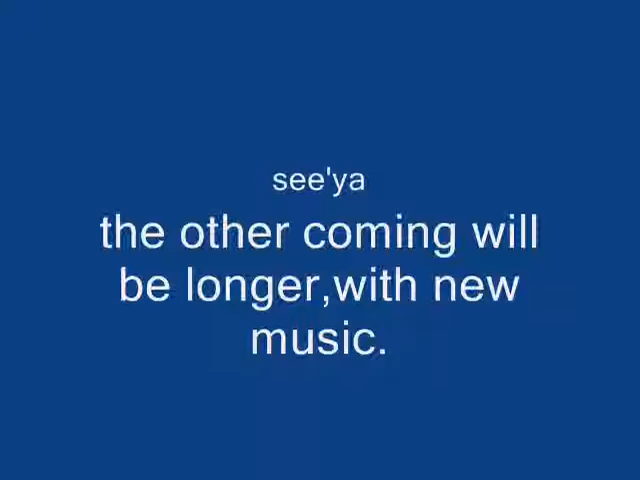 see'ya
the other coming will
be longer,with new
music.